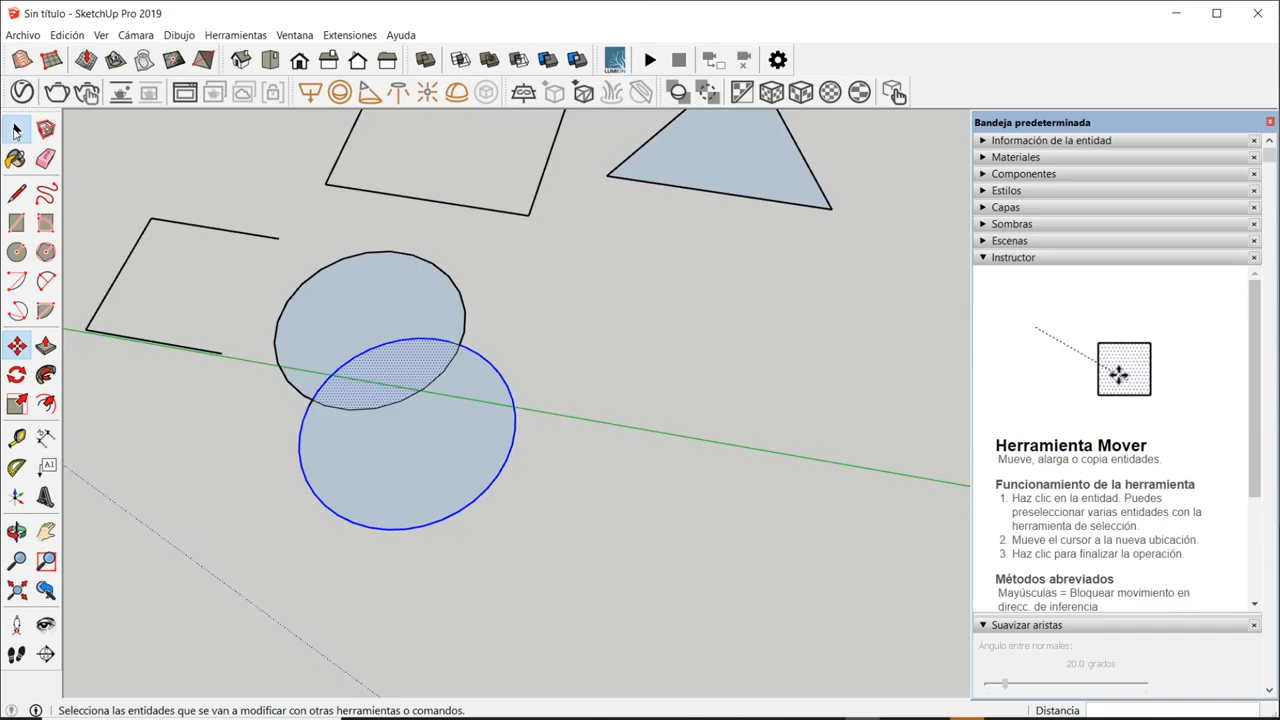 Sin título - SketchUp Pro 2019
Archivo Edición Ver Cámara Dibujo Herramientas Ventana Extensiones Ayuda
LUMION
Bandeja predeterminada
Información de la entidad
Materiales
Componentes
Estilos
Capas
Sombras
Escenas
Instructor
Herramienta Mover
Mueve, alarga o copia entidades.
Funcionamiento de la herramienta
1. Haz clic en la entidad. Puedes
preseleccionar varias entidades con la
herramienta de selección.
2. Mueve el cursor a la nueva ubicación.
3. Haz clic para finalizar la operación.
Métodos abreviados
Mayúsculas = Bloquear movimiento en
direcc. de inferencia
Suavizar aristas
Ángulo entre normales:
20.0 grados
A1
Selecciona las entidades que se van a modificar con otras herramientas o comandos.
Distancia